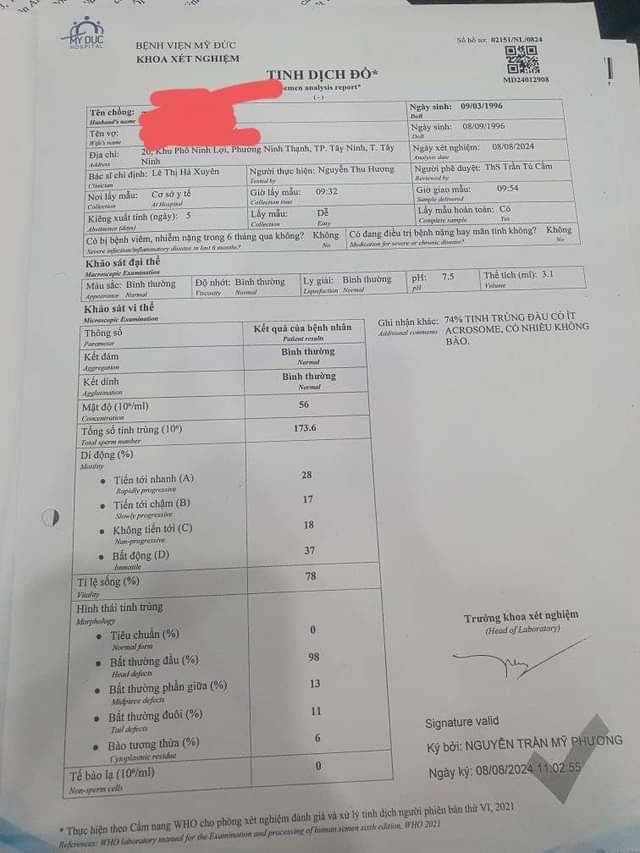 MỸ ĐỨC
HOSPITAL
BỆNH VIỆN MỸ ĐỨC
KHOA XÉT NGHIỆM
Số hồ sơ: 02151/NL/0824
MD24012908
TINH DỊCH ĐỒ*
semen analysis report*
(-)
Tên chồng:
Husband's name
Ngày sinh: 09/03/1996
DoB
Tên vợ:
Wife's name
Ngày sinh: 08/09/1996
DoB
Địa chỉ: 20, Khu Phố Ninh Lợi, Phường Ninh Thạnh, TP. Tây Ninh, T. Tây Ninh
Ngày xét nghiệm: 08/08/2024
Analysis date
Bác sĩ chỉ định: Lê Thị Hà Xuyên
Clinician
Người thực hiện: Nguyễn Thu Hương
Tested by
Người phê duyệt: ThS Trần Tú Cầm
Reviewed by
Nơi lấy mẫu: Cơ sở y tế
Collection At Hospital
Giờ lấy mẫu: 09:32
Collection time
Giờ giao mẫu: 09:54
Sample delivered
Kiêng xuất tinh (ngày): 5
Abstinence (days)
Lấy mẫu: Dễ
Collection Easy
Lấy mẫu hoàn toàn: Có
Complete sample Yes
Có bị bệnh viêm, nhiễm nặng trong 6 tháng qua không? Không
Severe infection/inflammatory disease in last 6 months? No
Có đang điều trị bệnh nặng hay mãn tính không? Không
Medication for severe or chronic disease? No
Khảo sát đại thể
Macroscopic Examination
Màu sắc: Bình thường
Appearance Normal
Độ nhớt: Bình thường
Viscosity Normal
Ly giải: Bình thường
Liquefaction Normal
pH: 7.5
pH
Thể tích (ml): 3.1
Volume
Khảo sát vi thể
Microscopic Examination
Thông số
Parameter
Kết quả của bệnh nhân
Patient results
Kết đám
Aggregation
Bình thường
Normal
Kết dính
Agglutination
Bình thường
Normal
Mật độ (10⁶/ml) 56
Concentration
Tổng số tinh trùng (10⁶) 173.6
Total sperm number
Di động (%)
Motility
• Tiến tới nhanh (A) 28
Rapidly progressive
• Tiến tới chậm (B) 17
Slowly progressive
• Không tiến tới (C) 18
Non-progressive
• Bất động (D) 37
Immotile
Tỉ lệ sống (%) 78
Vitality
Hình thái tinh trùng
Morphology
• Tiêu chuẩn (%) 0
Normal form
• Bất thường đầu (%) 98
Head defects
• Bất thường phần giữa (%) 13
Midpiece defects
• Bất thường đuôi (%) 11
Tail defects
• Bào tương thừa (%) 6
Cytoplasmic residue
Tế bào lạ (10⁶/ml) 0
Non-sperm cells
Ghi nhận khác: 74% TINH TRÙNG ĐẦU CÓ ÍT
Additional comments ACROSOME, CÓ NHIỀU KHÔNG
BÀO.
Trưởng khoa xét nghiệm
(Head of Laboratory)
Signature valid
Ký bởi: NGUYỄN TRẦN MỸ PHƯƠNG
Ngày ký: 08/08/2024 11:02:55
* Thực hiện theo Cẩm nang WHO cho phòng xét nghiệm đánh giá và xử lý tinh dịch người phiên bản thứ VI, 2021
References: WHO laboratory manual for the Examination and processing of human semen sixth edition, WHO 2021